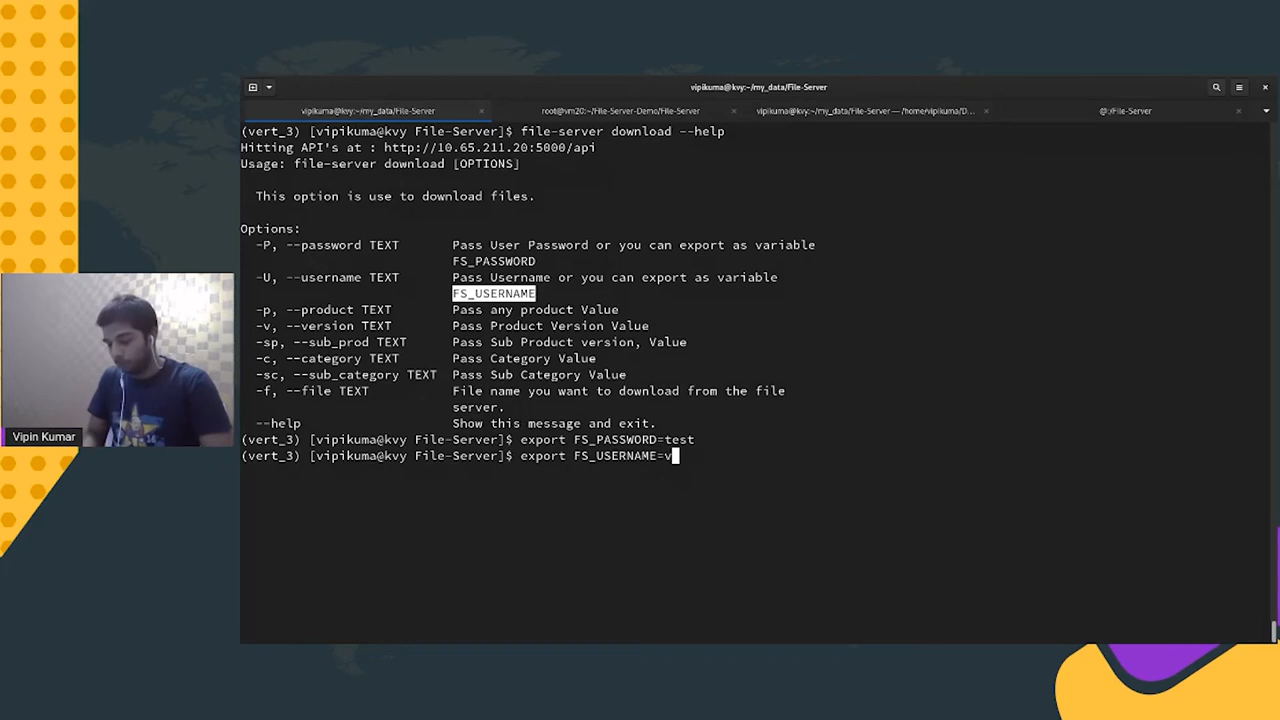 vipikuma@kvy:~/my_data/File-Server
vipikuma@kvy:~/my_data/File-Server
root@vm20:~/File-Server-Demo/File-Server
vipikuma@kvy:~/my_data/File-Server — /home/vipikuma/D...
@:/File-Server
(vert_3) [vipikuma@kvy File-Server]$ file-server download --help
Hitting API's at : http://10.65.211.20:5000/api
Usage: file-server download [OPTIONS]
This option is use to download files.
Options:
-P, --password TEXT Pass User Password or you can export as variable
FS_PASSWORD
-U, --username TEXT Pass Username or you can export as variable
FS_USERNAME
-p, --product TEXT Pass any product Value
-v, --version TEXT Pass Product Version Value
-sp, --sub_prod TEXT Pass Sub Product version, Value
-c, --category TEXT Pass Category Value
-sc, --sub_category TEXT Pass Sub Category Value
-f, --file TEXT File name you want to download from the file
server.
--help Show this message and exit.
(vert_3) [vipikuma@kvy File-Server]$ export FS_PASSWORD=test
(vert_3) [vipikuma@kvy File-Server]$ export FS_USERNAME=v
Vipin Kumar